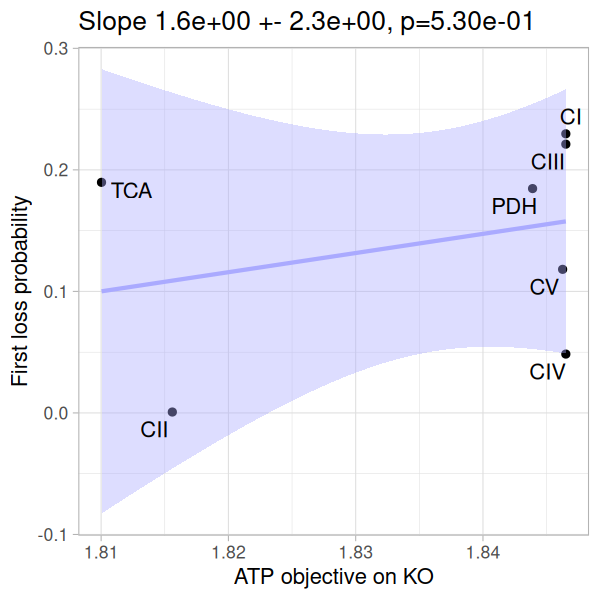 Slope 1.6e+00 +- 2.3e+00, p=5.30e-01
First loss probability
0.3
0.2
0.1
0.0
-0.1
CI
CIII
TCA
PDH
CV
CIV
CII
1.81
1.82
1.83
1.84
ATP objective on KO